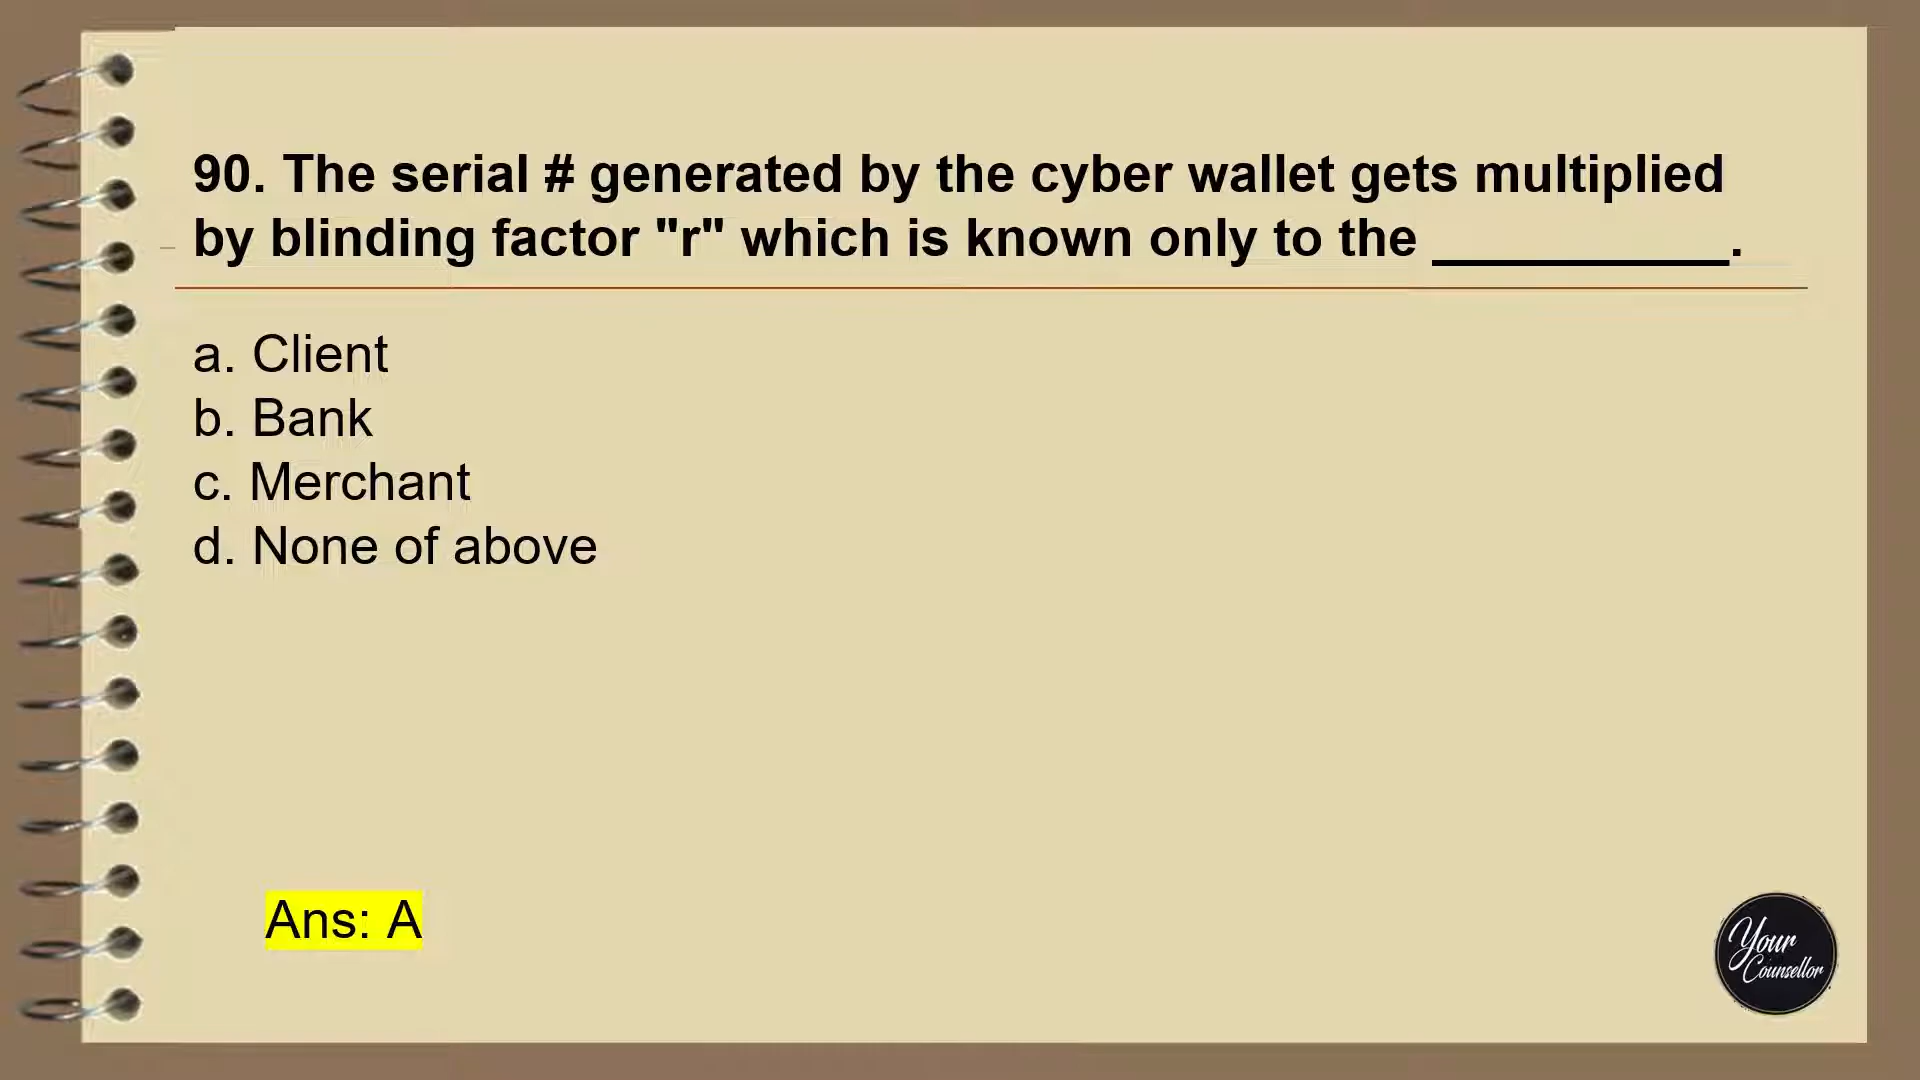 90. The serial # generated by the cyber wallet gets multiplied
by blinding factor "r" which is known only to the __________.
a. Client
b. Bank
c. Merchant
d. None of above
Ans: A
Your
Counsellor